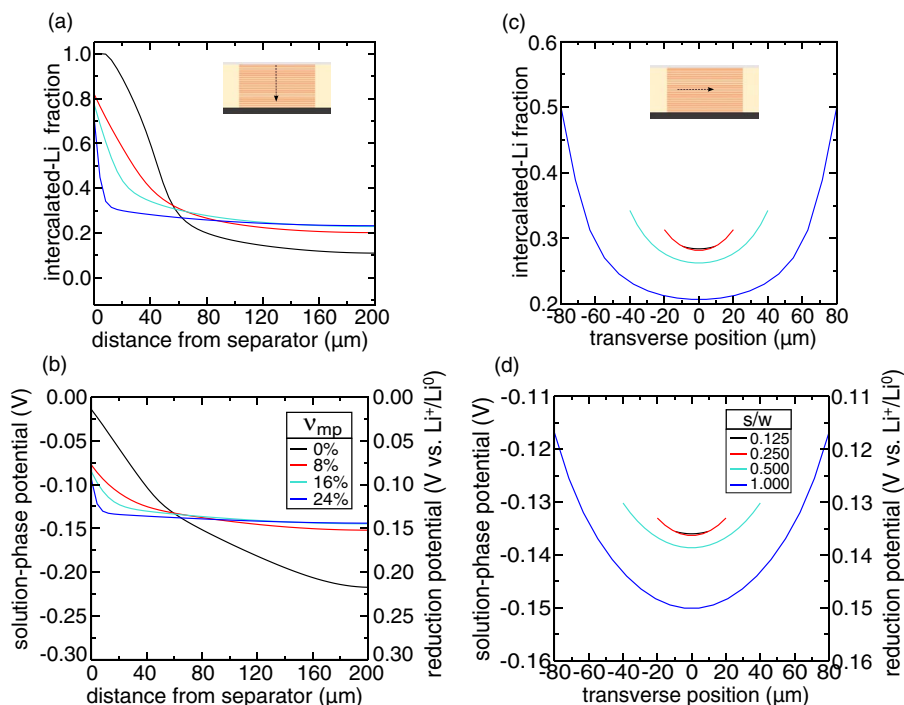 (a)
intercalated-Li fraction
1.0
0.8
0.6
0.4
0.2
0.0
0 40 80 120 160 200
distance from separator (μm)
(c)
intercalated-Li fraction
0.6
0.5
0.4
0.3
0.2
-80 -60 -40 -20 0 20 40 60 80
transverse position (μm)
(b)
solution-phase potential (V)
0.00
-0.05
-0.10
-0.15
-0.20
-0.25
-0.30
νmp
0%
8%
16%
24%
0.00
0.05
0.10
0.15
0.20
0.25
0.30
reduction potential (V vs. Li⁺/Li⁰)
0 40 80 120 160 200
distance from separator (μm)
(d)
solution-phase potential (V)
-0.11
-0.12
-0.13
-0.14
-0.15
-0.16
s/w
0.125
0.250
0.500
1.000
0.11
0.12
0.13
0.14
0.15
0.16
reduction potential (V vs. Li⁺/Li⁰)
-80 -60 -40 -20 0 20 40 60 80
transverse position (μm)